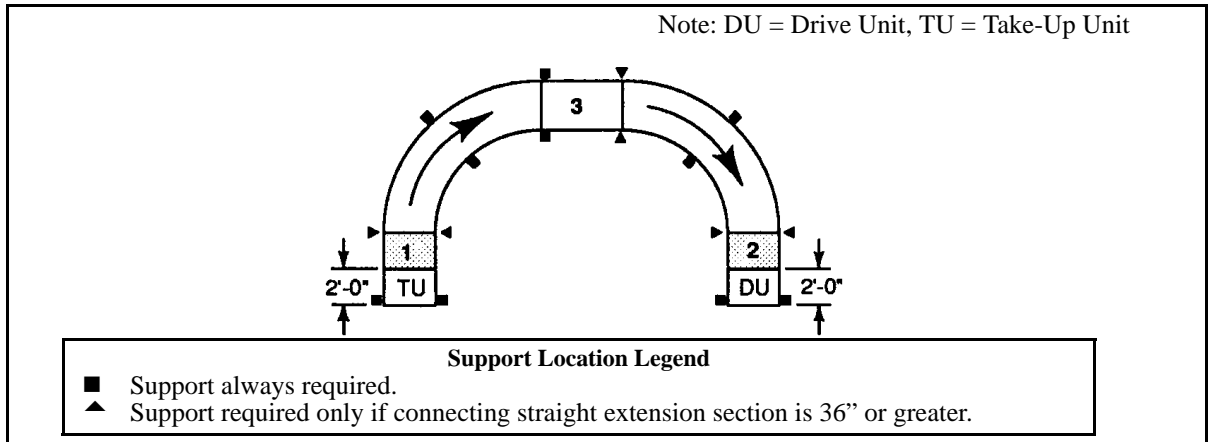 Note: DU = Drive Unit, TU = Take-Up Unit
3
1
2
2'-0"
TU
DU
2'-0"
Support Location Legend
■ Support always required.
▲ Support required only if connecting straight extension section is 36” or greater.